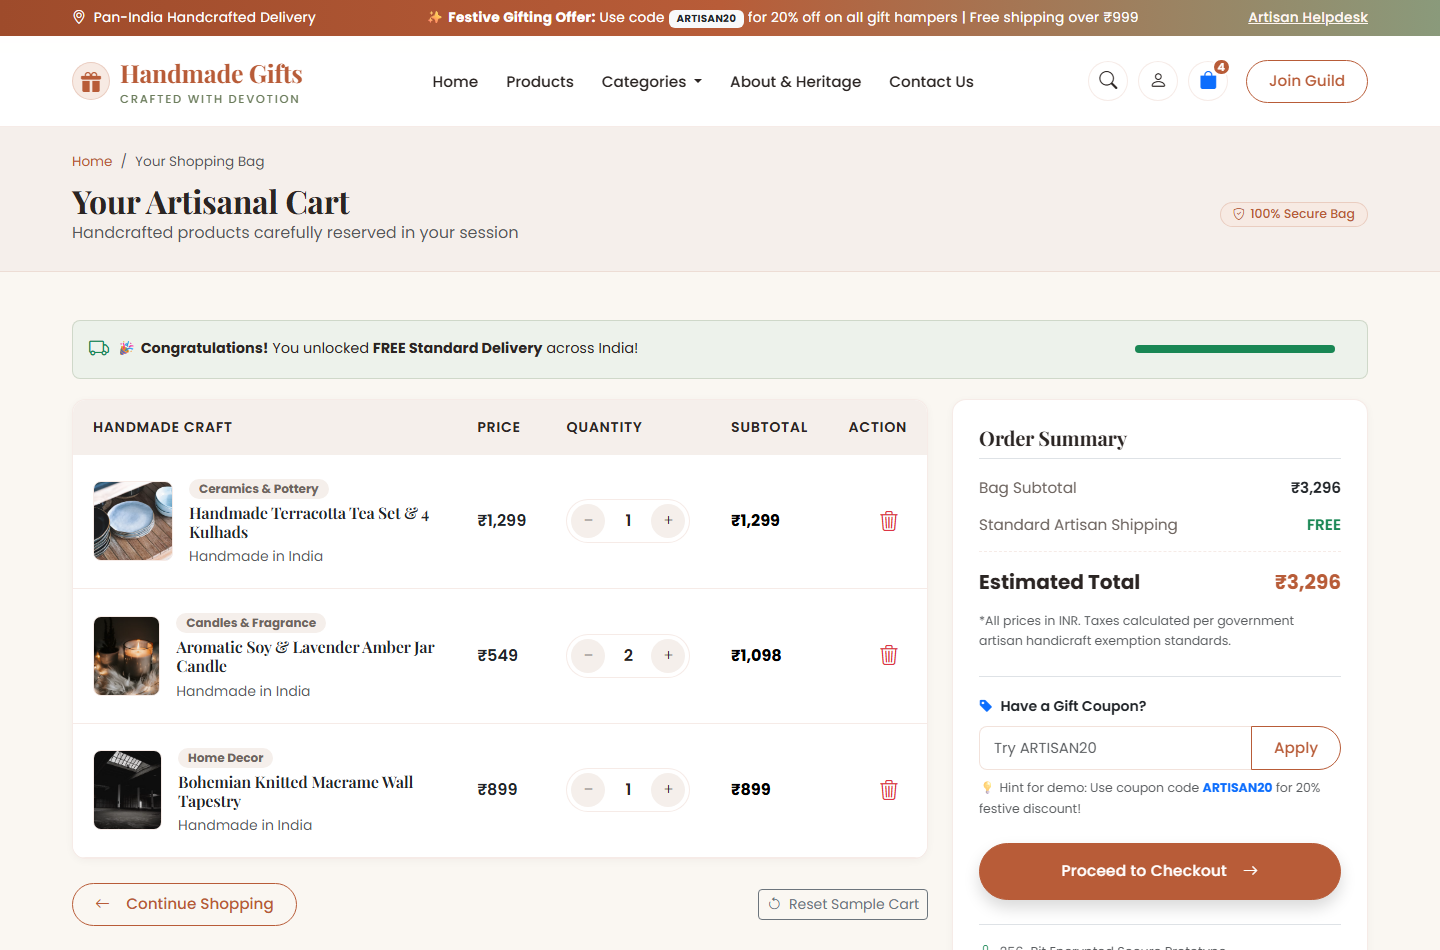 Pan-India Handcrafted Delivery
✨ Festive Gifting Offer: Use code ARTISAN20 for 20% off on all gift hampers | Free shipping over ₹999
Artisan Helpdesk
Handmade Gifts
CRAFTED WITH DEVOTION
Home
Products
Categories
About & Heritage
Contact Us
4
Join Guild
Home / Your Shopping Bag
Your Artisanal Cart
Handcrafted products carefully reserved in your session
100% Secure Bag
🎉 Congratulations! You unlocked FREE Standard Delivery across India!
HANDMADE CRAFT PRICE QUANTITY SUBTOTAL ACTION
Ceramics & Pottery
Handmade Terracotta Tea Set & 4
Kulhads
Handmade in India
₹1,299 − 1 + ₹1,299
Candles & Fragrance
Aromatic Soy & Lavender Amber Jar
Candle
Handmade in India
₹549 − 2 + ₹1,098
Home Decor
Bohemian Knitted Macrame Wall
Tapestry
Handmade in India
₹899 − 1 + ₹899
Continue Shopping
Reset Sample Cart
Order Summary
Bag Subtotal ₹3,296
Standard Artisan Shipping FREE
Estimated Total ₹3,296
*All prices in INR. Taxes calculated per government
artisan handicraft exemption standards.
Have a Gift Coupon?
Try ARTISAN20 Apply
💡 Hint for demo: Use coupon code ARTISAN20 for 20%
festive discount!
Proceed to Checkout →